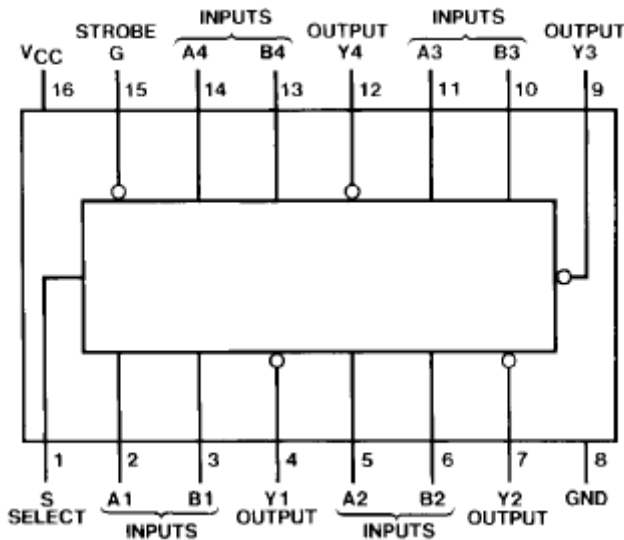 INPUTS INPUTS
STROBE OUTPUT OUTPUT
VCC G A4 B4 Y4 A3 B3 Y3
16 15 14 13 12 11 10 9
1 2 3 4 5 6 7 8
S A1 B1 Y1 A2 B2 Y2 GND
SELECT OUTPUT OUTPUT
INPUTS INPUTS